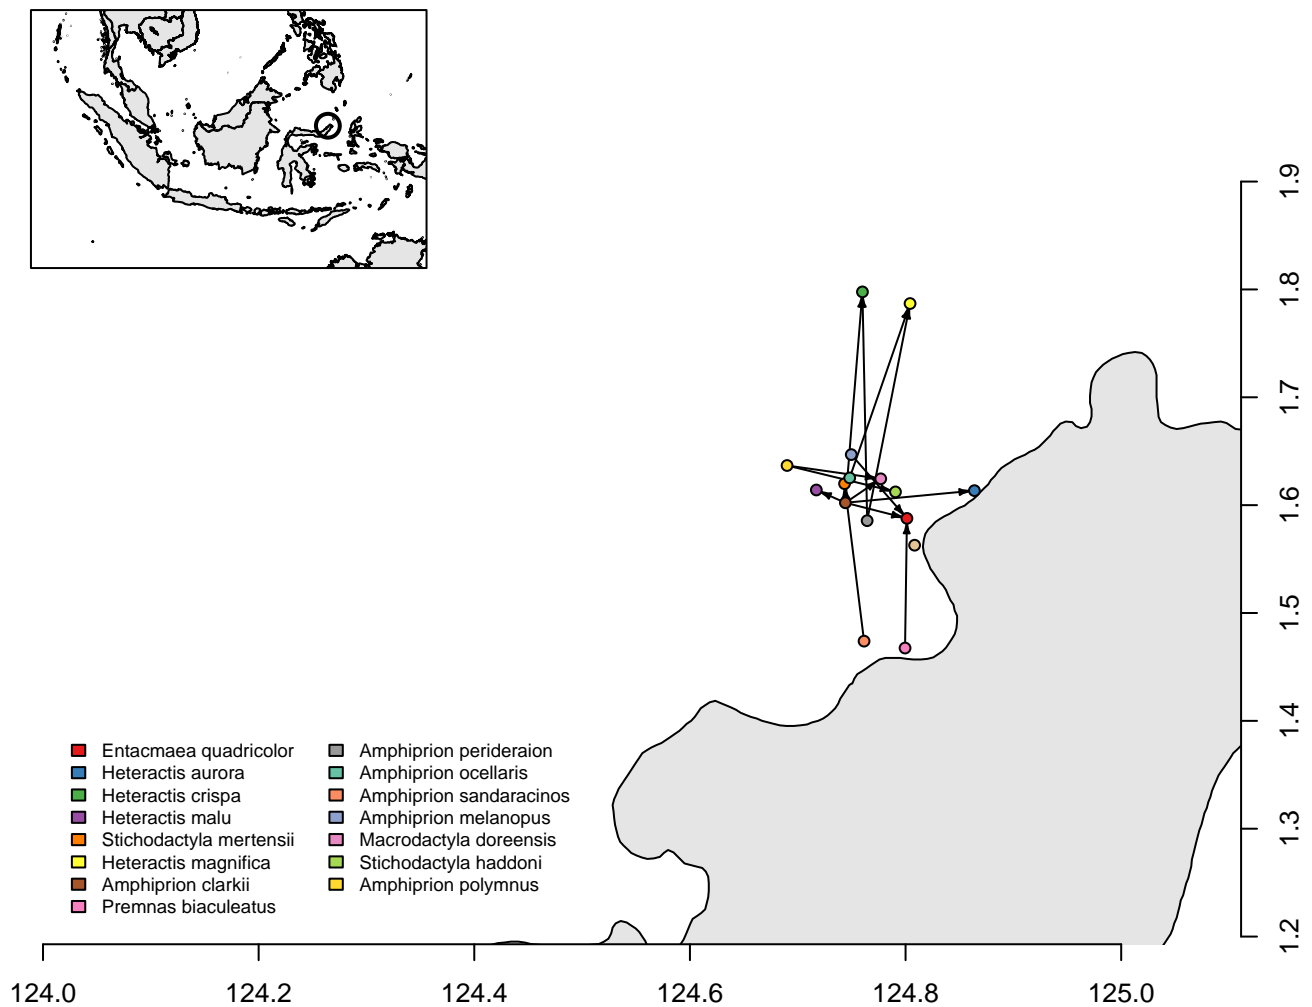 1.9
1.8
1.7
1.6
1.5
1.4
1.3
1.2
Entacmaea quadricolor
Heteractis aurora
Heteractis crispa
Heteractis malu
Stichodactyla mertensii
Heteractis magnifica
Amphiprion clarkii
Premnas biaculeatus
Amphiprion perideraion
Amphiprion ocellaris
Amphiprion sandaracinos
Amphiprion melanopus
Macrodactyla doreensis
Stichodactyla haddoni
Amphiprion polymnus
124.0 124.2 124.4 124.6 124.8 125.0